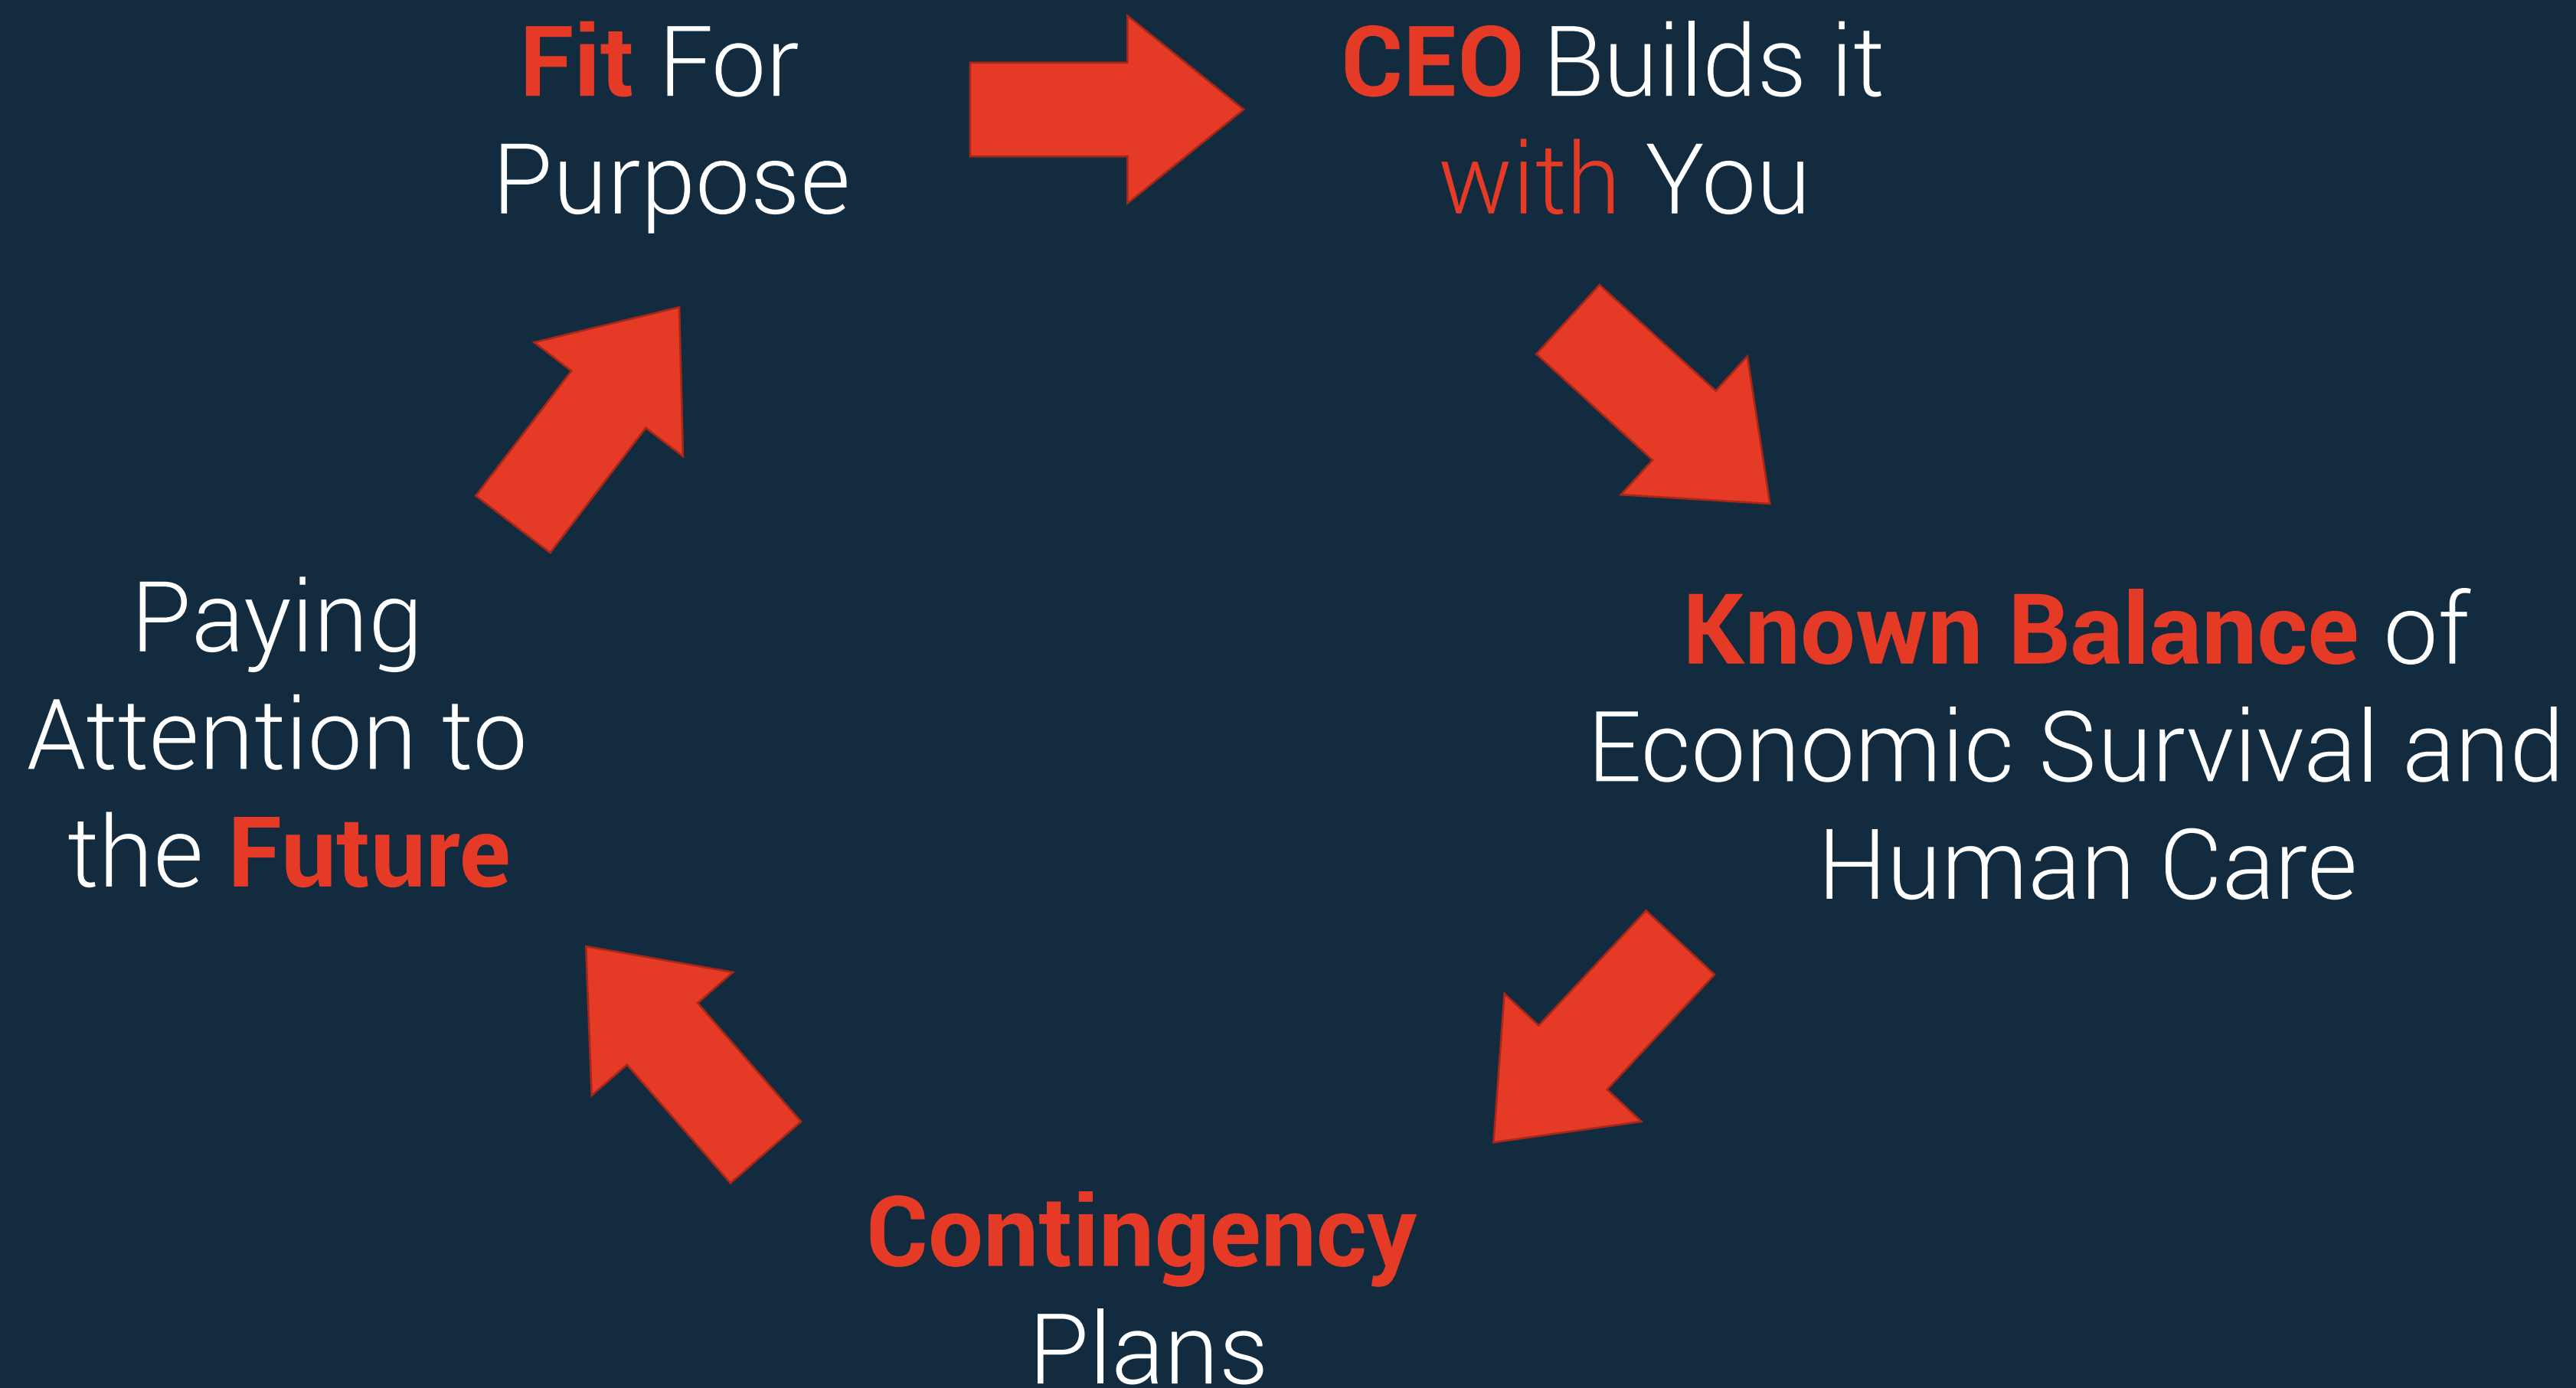 Fit For
Purpose
CEO Builds it
with You
Known Balance of
Economic Survival and
Human Care
Contingency
Plans
Paying
Attention to
the Future